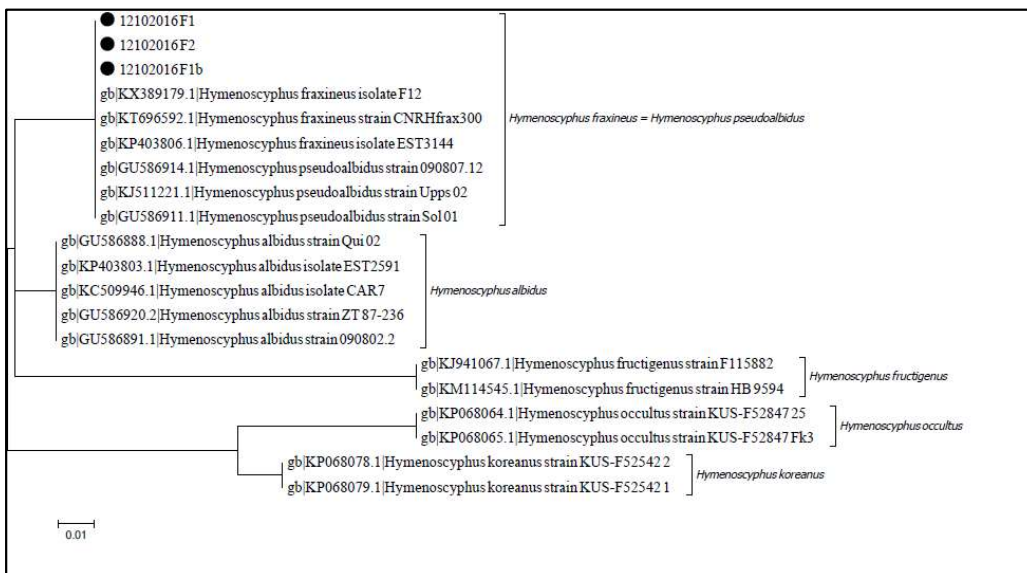 12102016F1
12102016F2
12102016F1b
gb|KX389179.1|Hymenoscyphus fraxineus isolate F12
gb|KT696592.1|Hymenoscyphus fraxineus strain CNRHfrax300
Hymenoscyphus fraxineus = Hymenoscyphus pseudoalbidus
gb|KP403806.1|Hymenoscyphus fraxineus isolate EST3144
gb|GU586914.1|Hymenoscyphus pseudoalbidus strain 090807.12
gb|KJ511221.1|Hymenoscyphus pseudoalbidus strain Upps 02
gb|GU586911.1|Hymenoscyphus pseudoalbidus strain Sol 01
gb|GU586888.1|Hymenoscyphus albidus strain Qui 02
gb|KP403803.1|Hymenoscyphus albidus isolate EST2591
gb|KC509946.1|Hymenoscyphus albidus isolate CAR7
Hymenoscyphus albidus
gb|GU586920.2|Hymenoscyphus albidus strain ZT 87-236
gb|GU586891.1|Hymenoscyphus albidus strain 090802.2
gb|KJ941067.1|Hymenoscyphus fructigenus strain F115882
Hymenoscyphus fructigenus
gb|KM114545.1|Hymenoscyphus fructigenus strain HB 9594
gb|KP068064.1|Hymenoscyphus occultus strain KUS-F52847 25
Hymenoscyphus occultus
gb|KP068065.1|Hymenoscyphus occultus strain KUS-F52847 Fk3
gb|KP068078.1|Hymenoscyphus koreanus strain KUS-F52542 2
Hymenoscyphus koreanus
gb|KP068079.1|Hymenoscyphus koreanus strain KUS-F52542 1
0.01